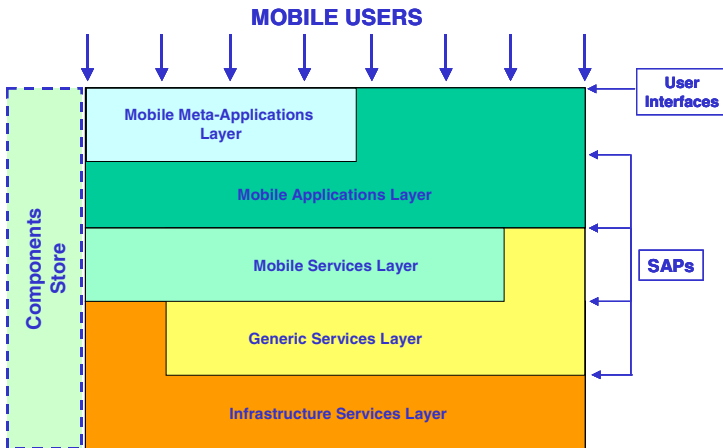 MOBILE USERS
User
Interfaces
Mobile Meta-Applications
Layer
Mobile Applications Layer
Components
Store
Mobile Services Layer
SAPs
Generic Services Layer
Infrastructure Services Layer